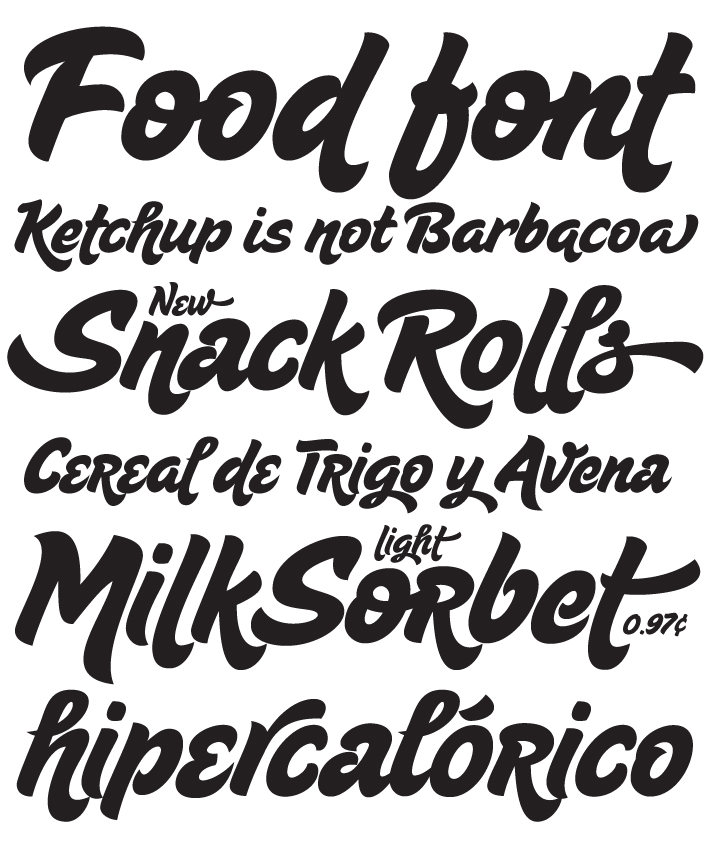 Food font
Ketchup is not Barbacoa
New
Snack Rolls
Cereal de Trigo y Avena
light
MilkSorbet
0.97¢
hipercalórico